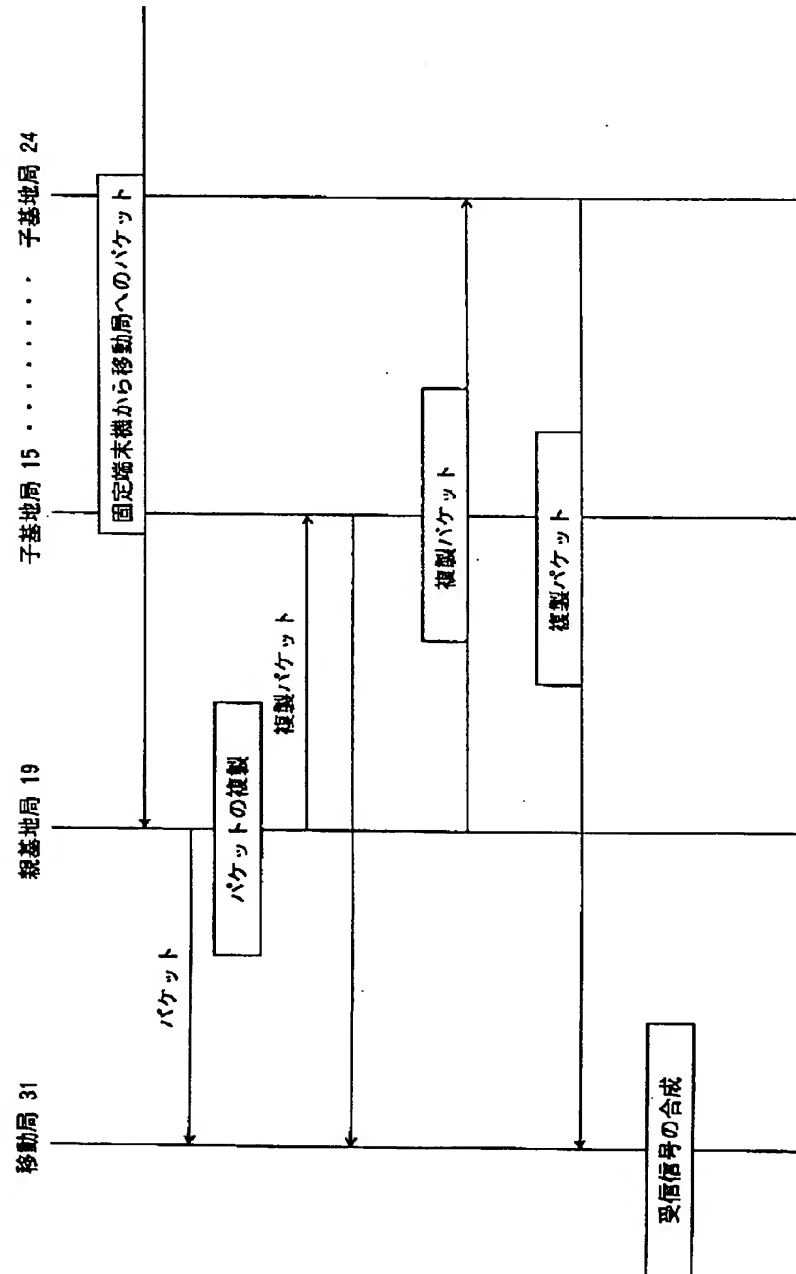 移動局 31
親基地局 19
子基地局 15 ・・・・・・・・ 子基地局 24
固定端末機から移動局へのパケット
パケット
パケットの複製
複製パケット
複製パケット
複製パケット
受信信号の合成